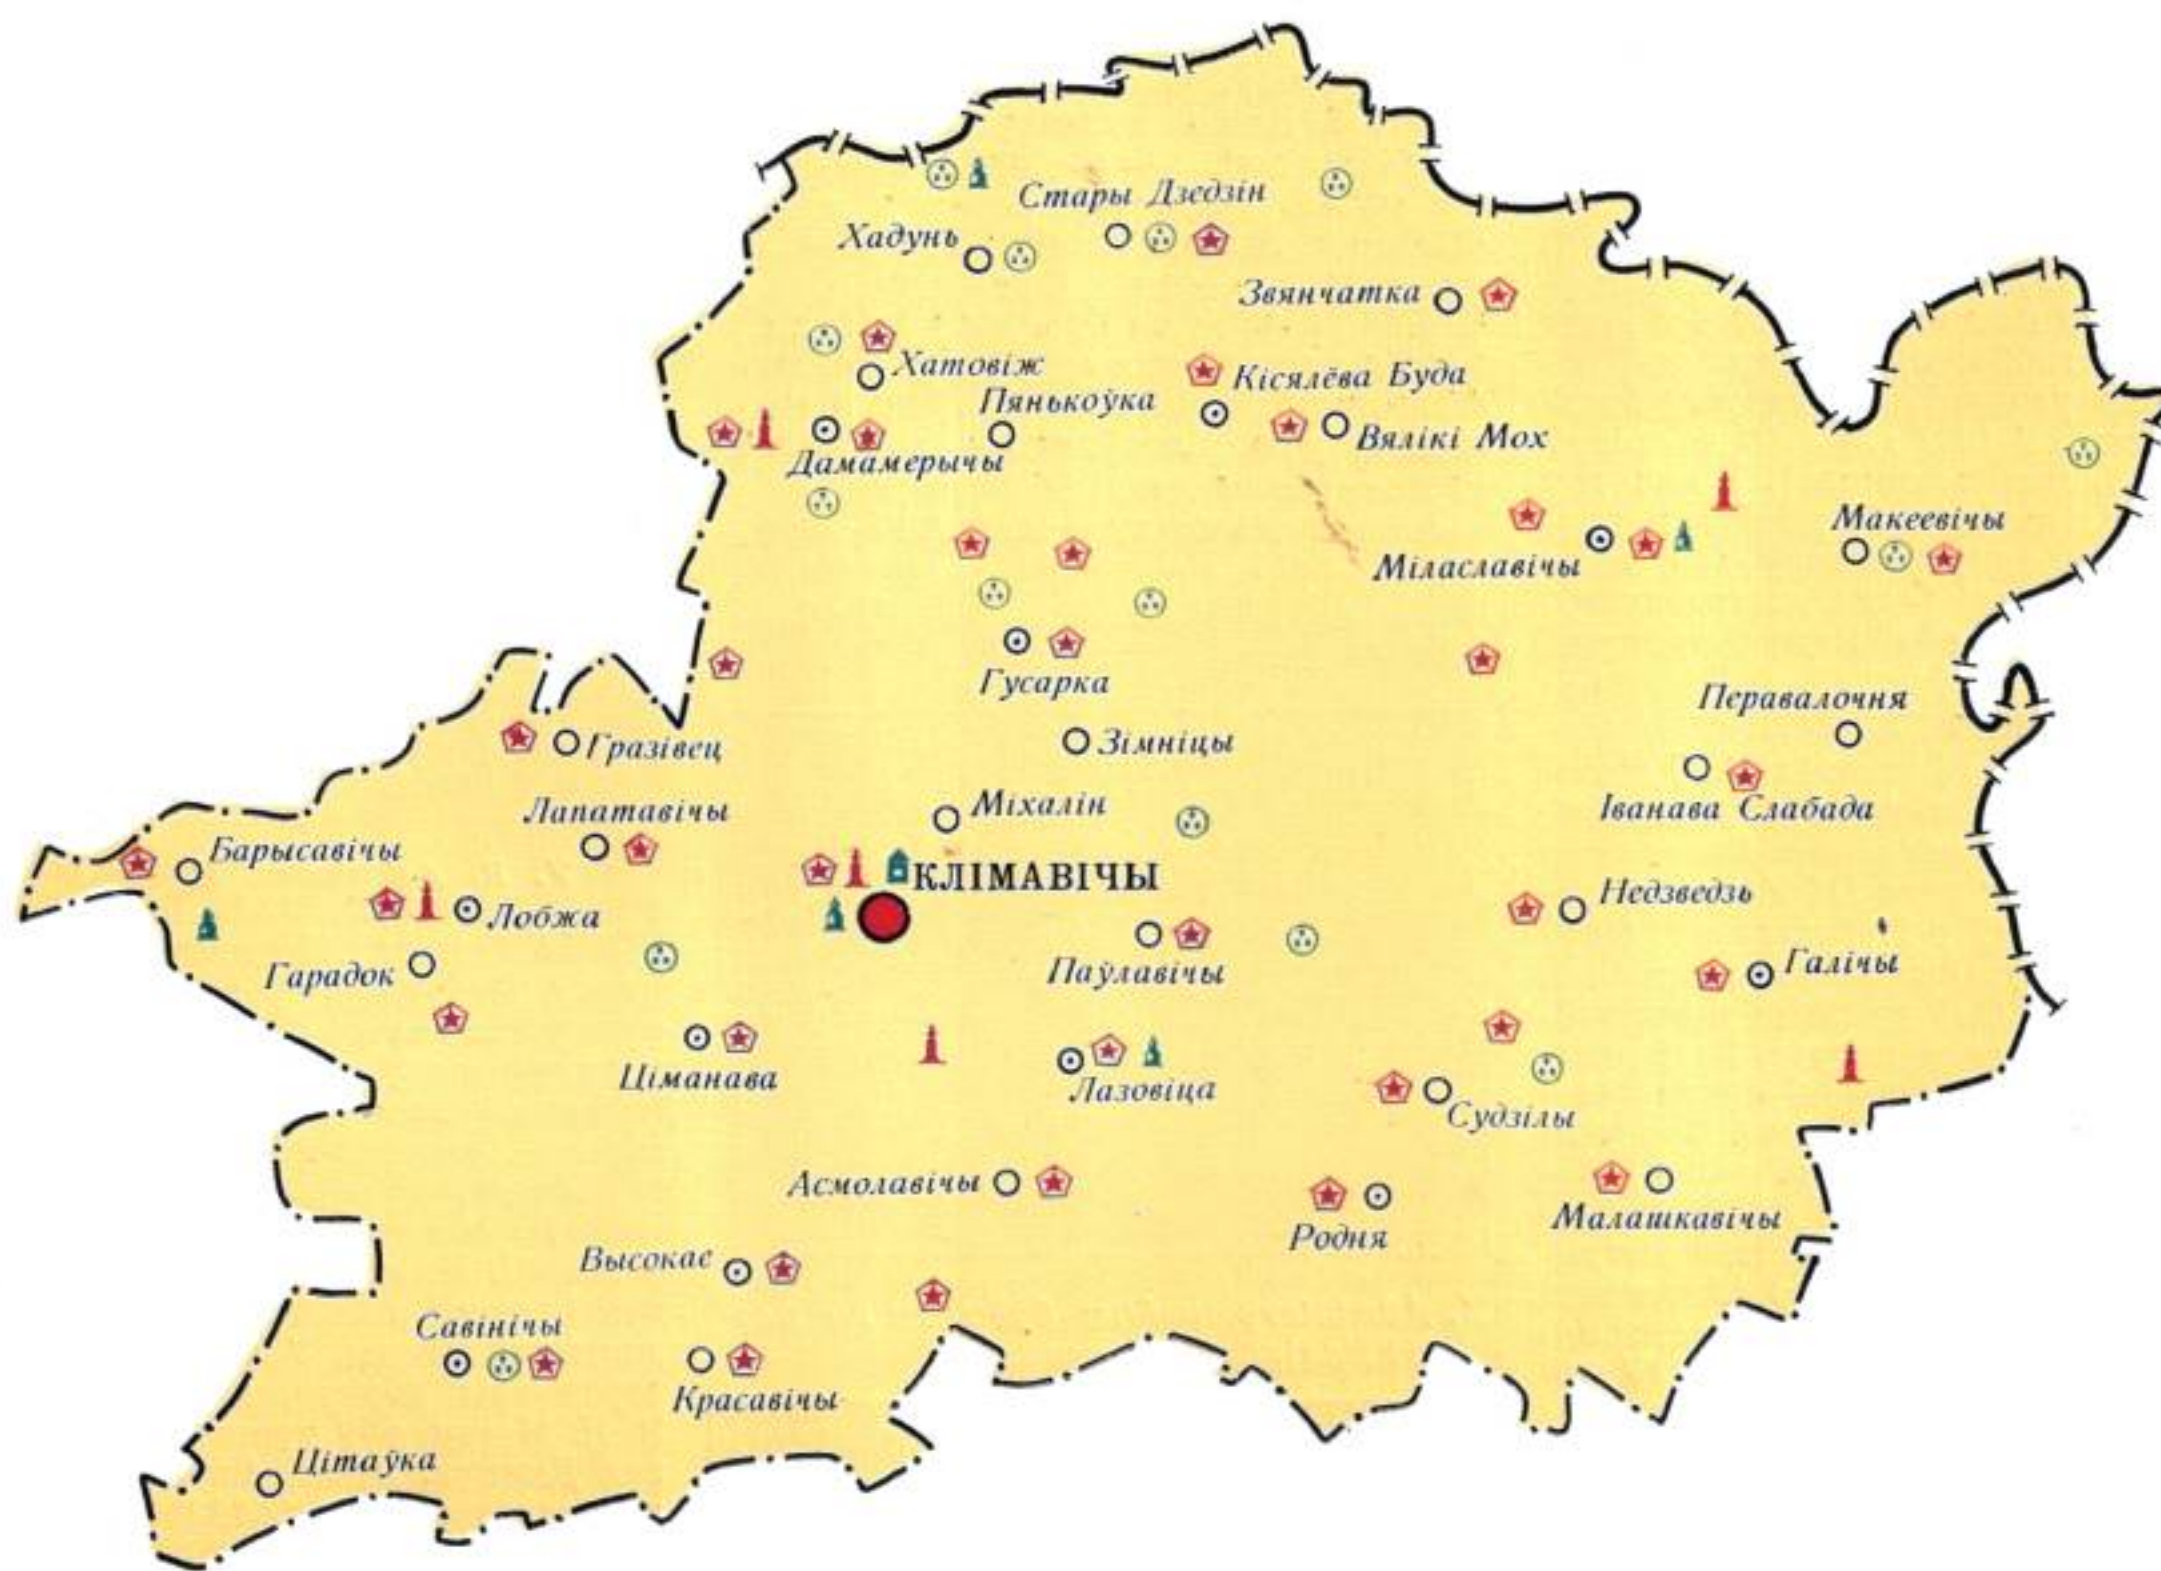 Стары Дзедзін
Хадунь
Звянчатка
Хатовіж
Кісялёва Буда
Пянькоўка
Вялікі Мох
Дамамерычы
Макеевічы
Мілаславічы
Гусарка
Перавалочня
Зімніцы
Гразівец
Міхалін
Іванава Слабада
Лапатавічы
Барысавічы
КЛІМАВІЧЫ
Недзведзь
Лобжа
Галічы
Паўлавічы
Гарадок
Ціманава
Лазовіца
Судзілы
Асмолавічы
Малашкавічы
Родня
Высокае
Савінічы
Красавічы
Цітаўка